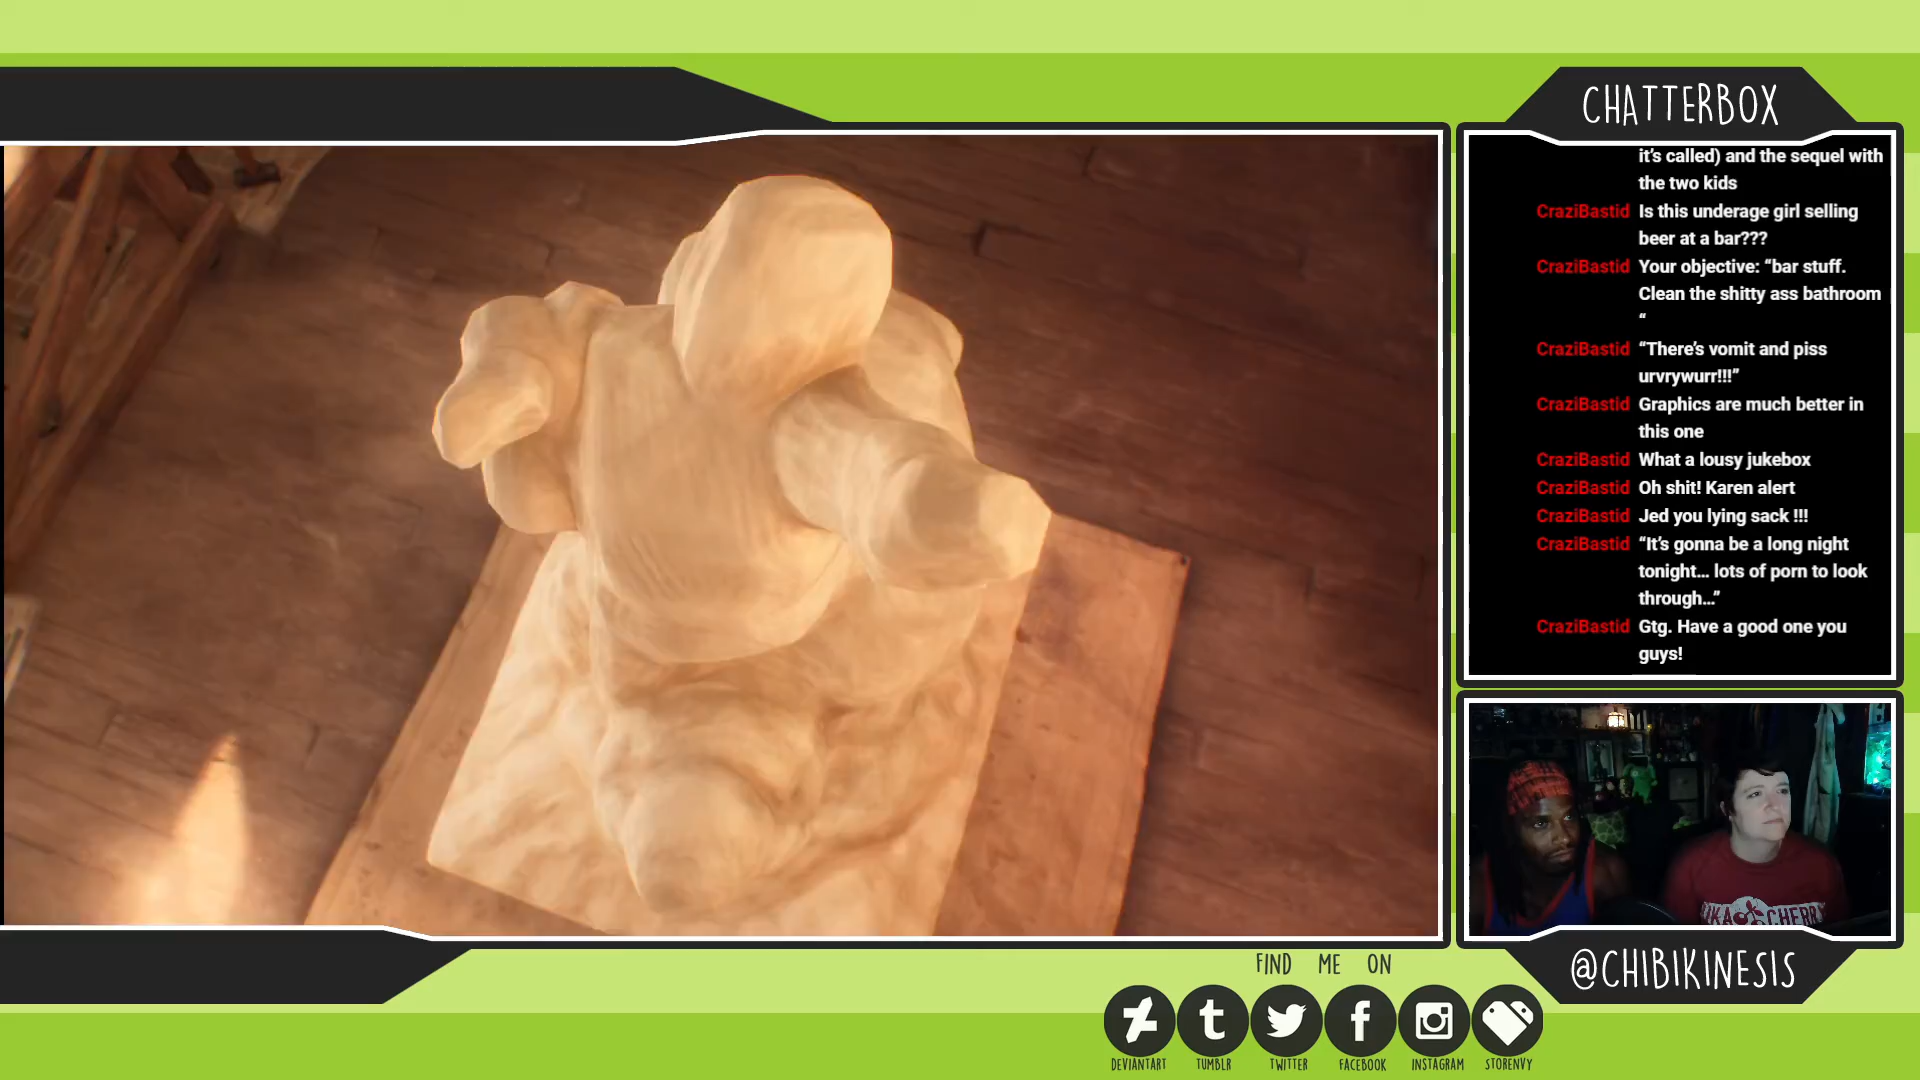 CHATTERBOX
it's called) and the sequel with
the two kids
CraziBastid Is this underage girl selling
beer at a bar???
CraziBastid Your objective: “bar stuff.
Clean the shitty ass bathroom
“
CraziBastid “There's vomit and piss
urvrywurr!!!”
CraziBastid Graphics are much better in
this one
CraziBastid What a lousy jukebox
CraziBastid Oh shit! Karen alert
CraziBastid Jed you lying sack !!!
CraziBastid “It's gonna be a long night
tonight… lots of porn to look
through…”
CraziBastid Gtg. Have a good one you
guys!
CHERRY
@CHIBIKINESIS
FIND ME ON
DEVIANTART TUMBLR TWITTER FACEBOOK INSTAGRAM STORENVY